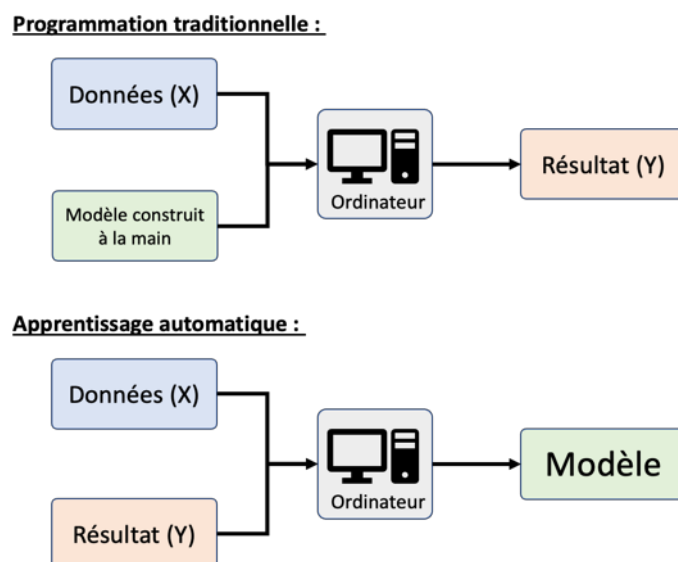 Programmation traditionnelle :
Données (X)
Modèle construit
à la main
Ordinateur
Résultat (Y)
Apprentissage automatique :
Données (X)
Résultat (Y)
Ordinateur
Modèle